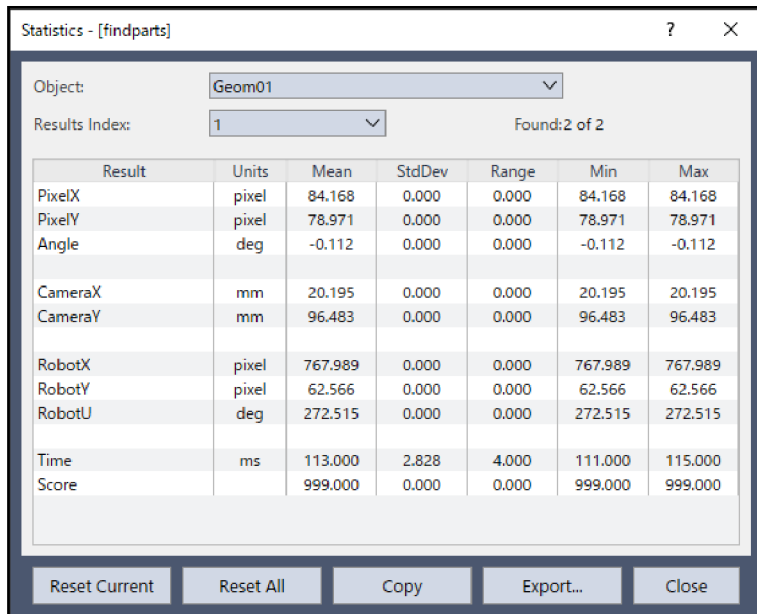 Statistics - [findparts] ? X
Object: Geom01
Results Index: 1 Found:2 of 2
Result Units Mean StdDev Range Min Max
PixelX pixel 84.168 0.000 0.000 84.168 84.168
PixelY pixel 78.971 0.000 0.000 78.971 78.971
Angle deg -0.112 0.000 0.000 -0.112 -0.112
CameraX mm 20.195 0.000 0.000 20.195 20.195
CameraY mm 96.483 0.000 0.000 96.483 96.483
RobotX pixel 767.989 0.000 0.000 767.989 767.989
RobotY pixel 62.566 0.000 0.000 62.566 62.566
RobotU deg 272.515 0.000 0.000 272.515 272.515
Time ms 113.000 2.828 4.000 111.000 115.000
Score 999.000 0.000 0.000 999.000 999.000
Reset Current Reset All Copy Export... Close